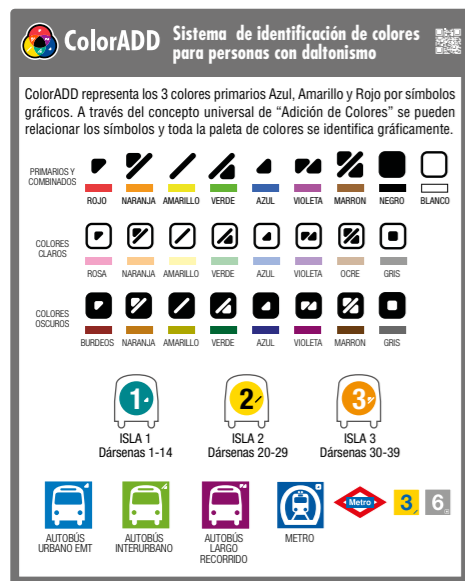 ColorADD
Sistema de identificación de colores
para personas con daltonismo
ColorADD representa los 3 colores primarios Azul, Amarillo y Rojo por símbolos
gráficos. A través del concepto universal de “Adición de Colores” se pueden
relacionar los símbolos y toda la paleta de colores se identifica gráficamente.
PRIMARIOS Y
COMBINADOS
ROJO NARANJA AMARILLO VERDE AZUL VIOLETA MARRON NEGRO BLANCO
COLORES
CLAROS
ROSA NARANJA AMARILLO VERDE AZUL VIOLETA OCRE GRIS
COLORES
OSCUROS
BURDEOS NARANJA AMARILLO VERDE AZUL VIOLETA MARRON GRIS
1 2 3
ISLA 1 ISLA 2 ISLA 3
Dársenas 1-14 Dársenas 20-29 Dársenas 30-39
Metro 3 6
AUTOBÚS
URBANO EMT
AUTOBÚS
INTERURBANO
AUTOBÚS
LARGO
RECORRIDO
METRO